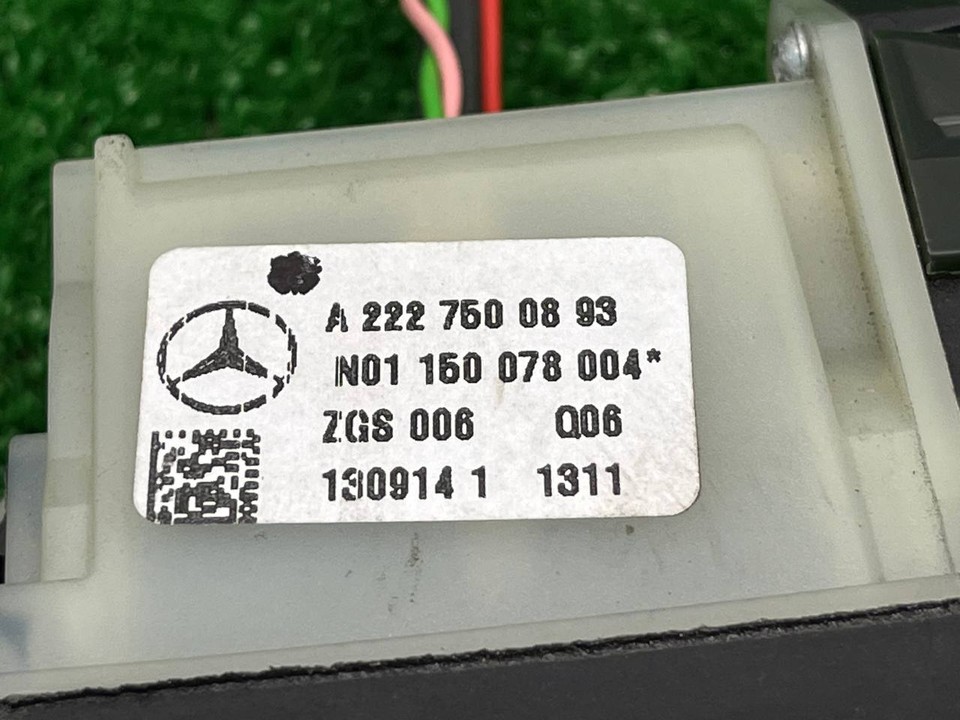 A 222 750 08 93
N01 150 078 004*
ZGS 006 Q06
130914 1 1311